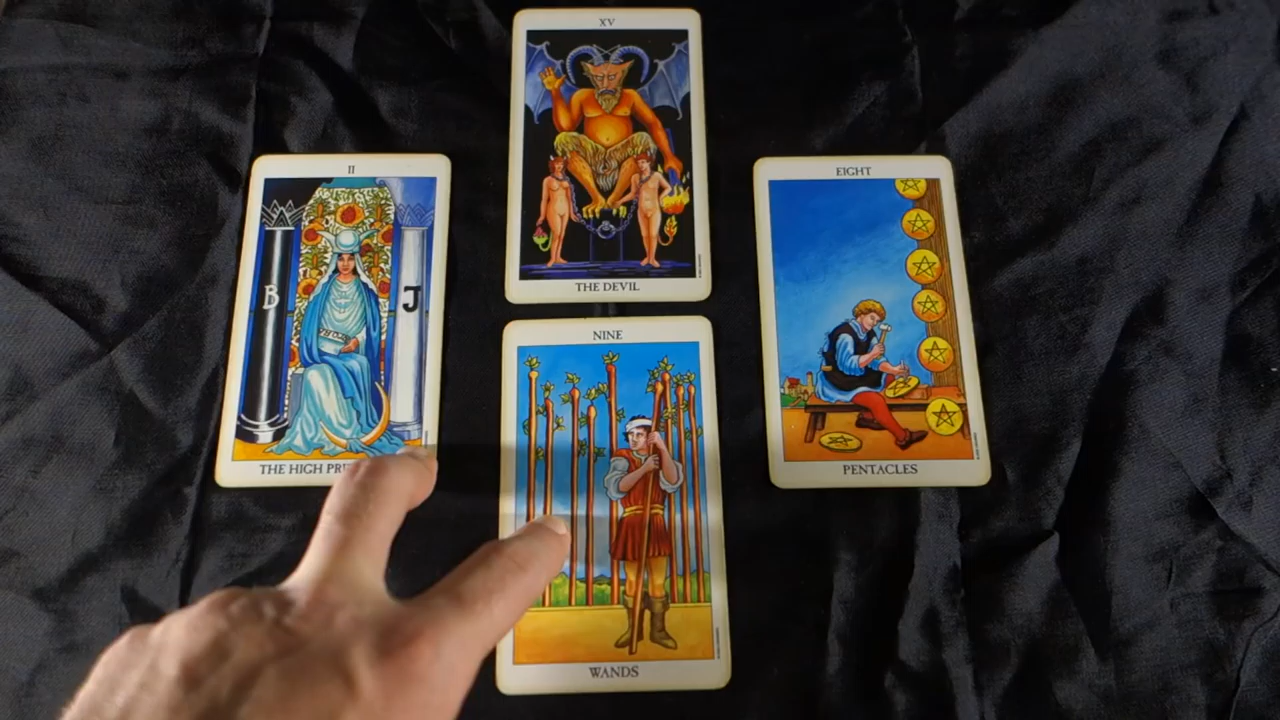 XV
THE DEVIL
II
B
J
THE HIGH PRI
EIGHT
PENTACLES
NINE
WANDS